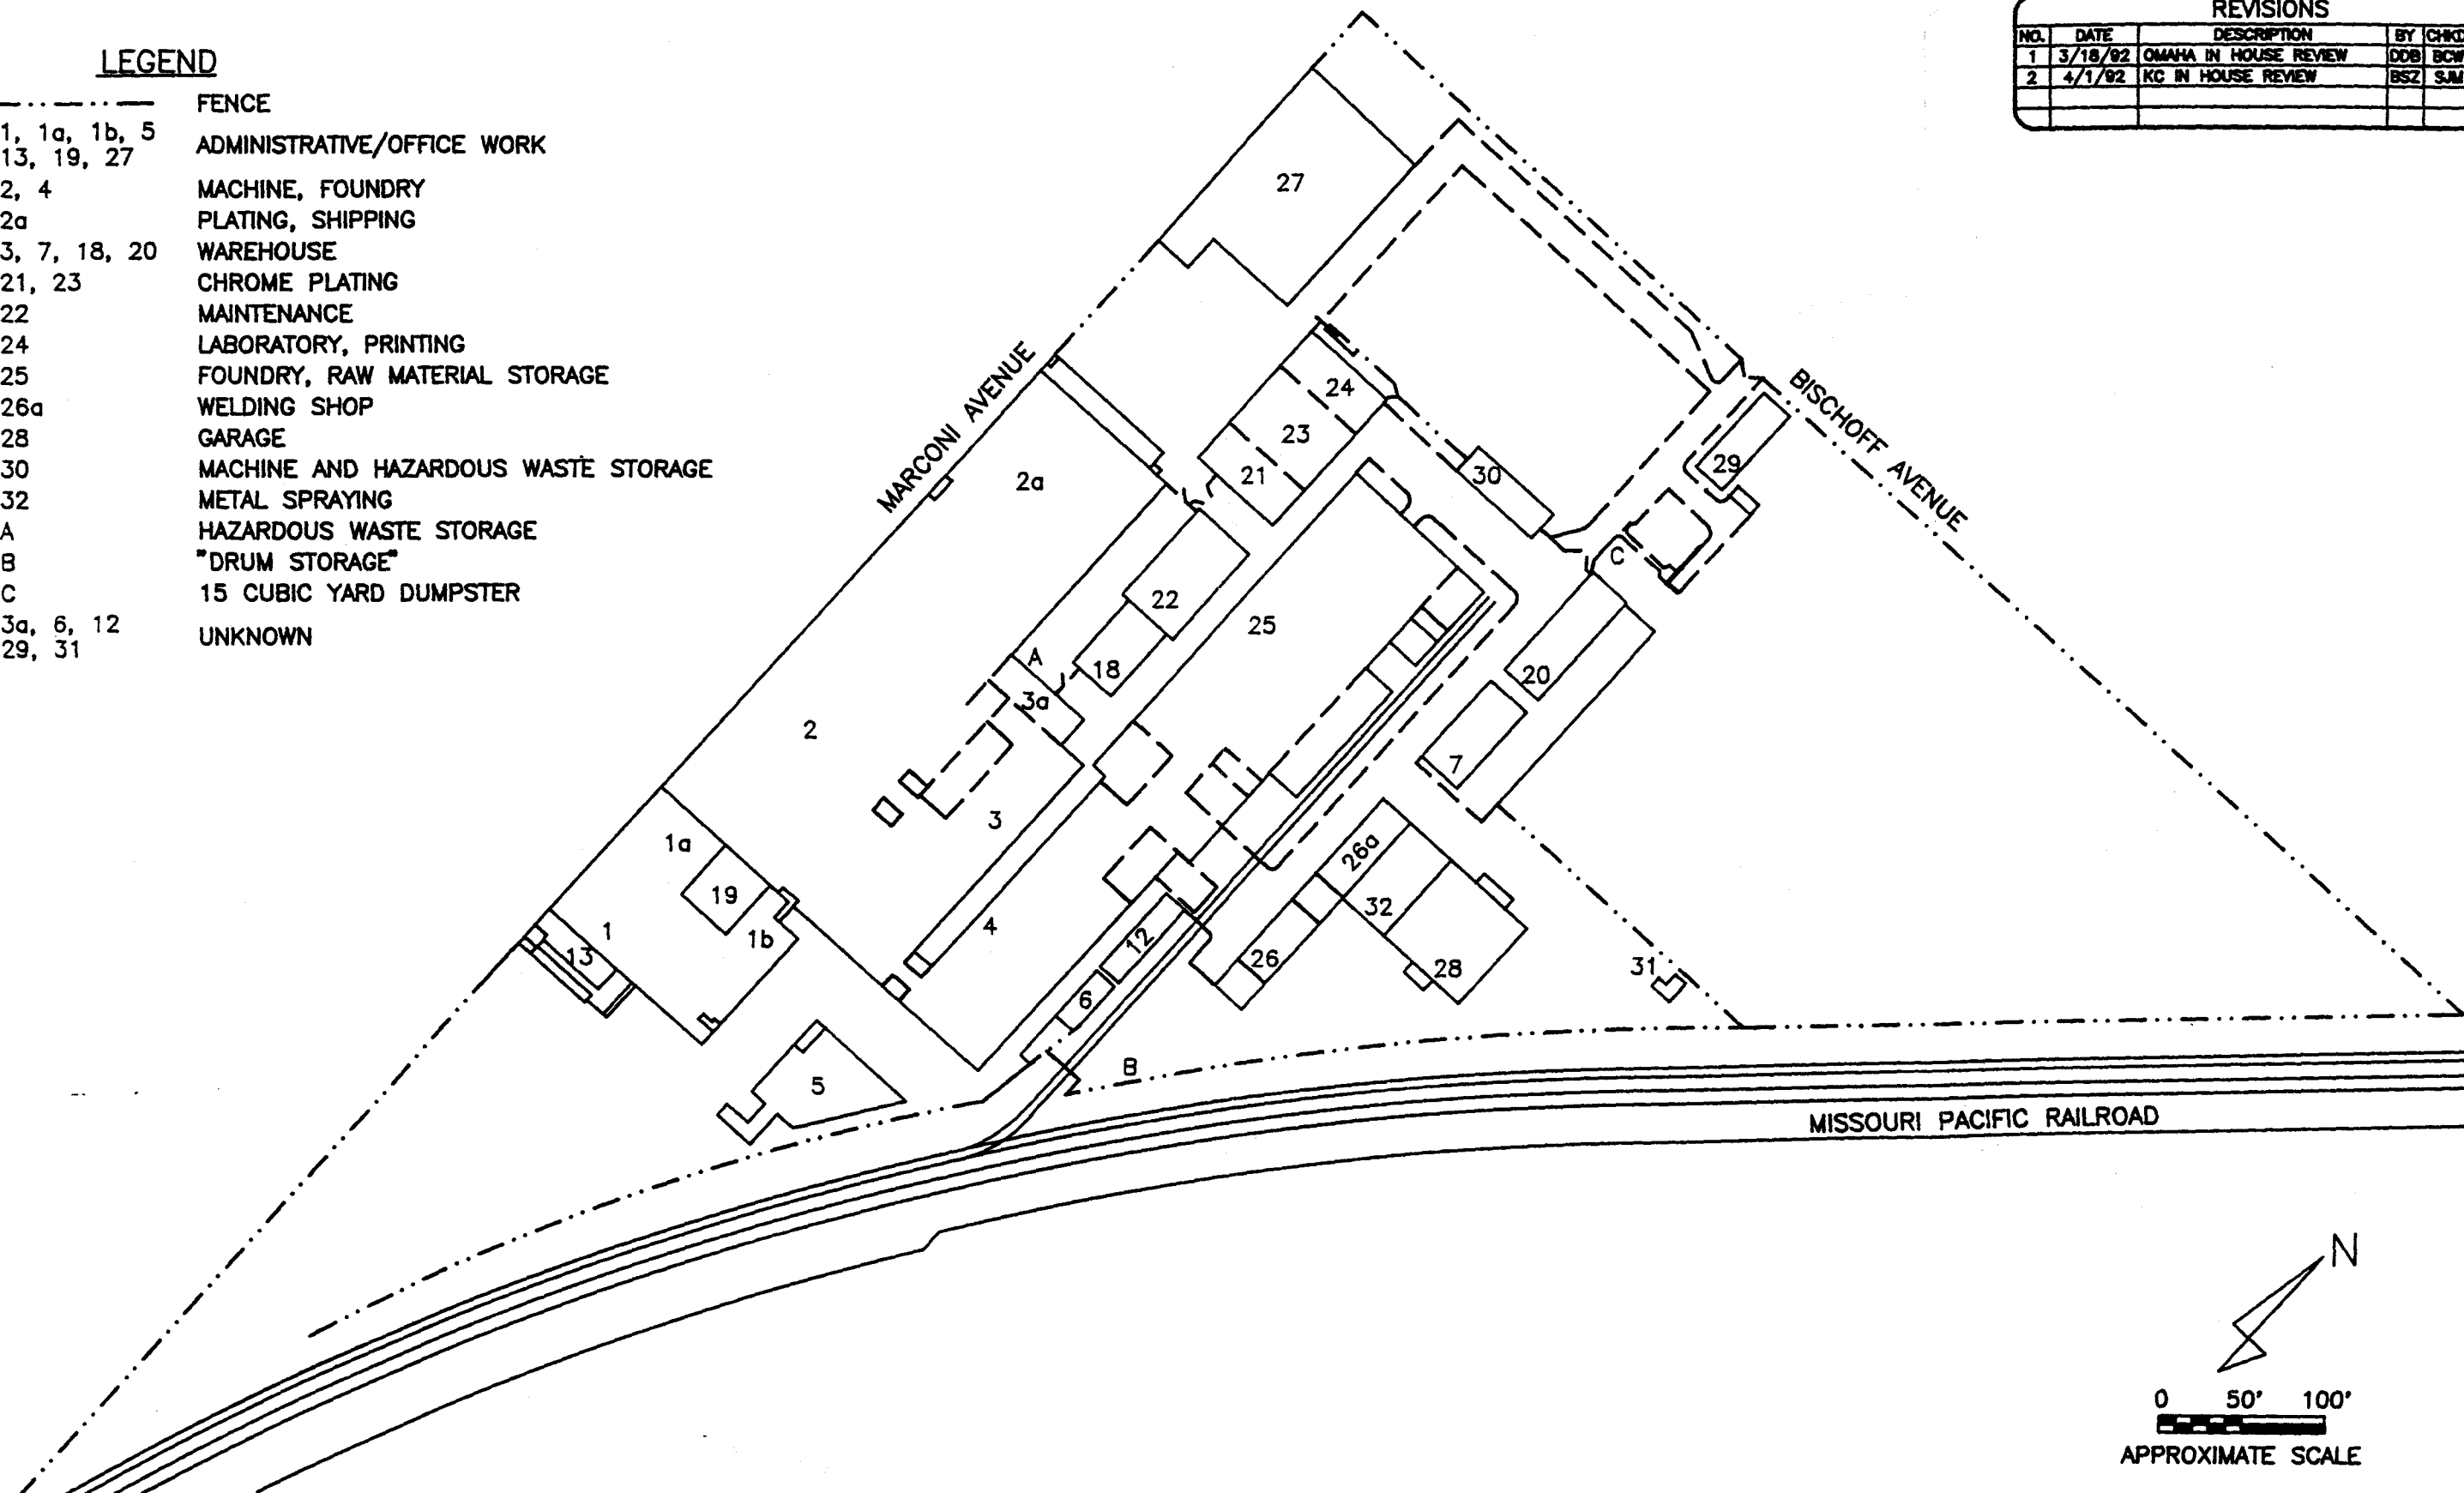 LEGEND
FENCE
1, 1a, 1b, 5
13, 19, 27
ADMINISTRATIVE/OFFICE WORK
2, 4 MACHINE, FOUNDRY
2a PLATING, SHIPPING
3, 7, 18, 20 WAREHOUSE
21, 23 CHROME PLATING
22 MAINTENANCE
24 LABORATORY, PRINTING
25 FOUNDRY, RAW MATERIAL STORAGE
26a WELDING SHOP
28 GARAGE
30 MACHINE AND HAZARDOUS WASTE STORAGE
32 METAL SPRAYING
A HAZARDOUS WASTE STORAGE
B "DRUM STORAGE"
C 15 CUBIC YARD DUMPSTER
3a, 6, 12
29, 31
UNKNOWN
REVISIONS
NO. DATE DESCRIPTION BY CHKD
1 3/18/92 OMAHA IN HOUSE REVIEW DDB BCW
2 4/1/92 KC IN HOUSE REVIEW BSZ SJM
27
MARCONI AVENUE
BISCHOFF AVENUE
24
23
21
2a
30
29
C
22
25
A
18
3a
20
2
7
3
1a
19
26a
1
1b
4
32
13
12
26
28
31
6
B
5
MISSOURI PACIFIC RAILROAD
N
0 50' 100'
APPROXIMATE SCALE